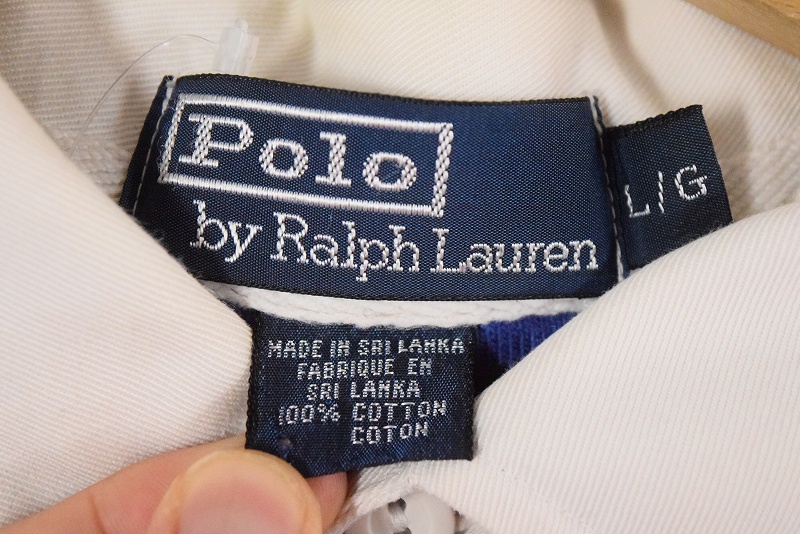 Polo
by Ralph Lauren
L/G
MADE IN SRI LANKA
FABRIQUE EN
SRI LANKA
100% COTTON
COTON